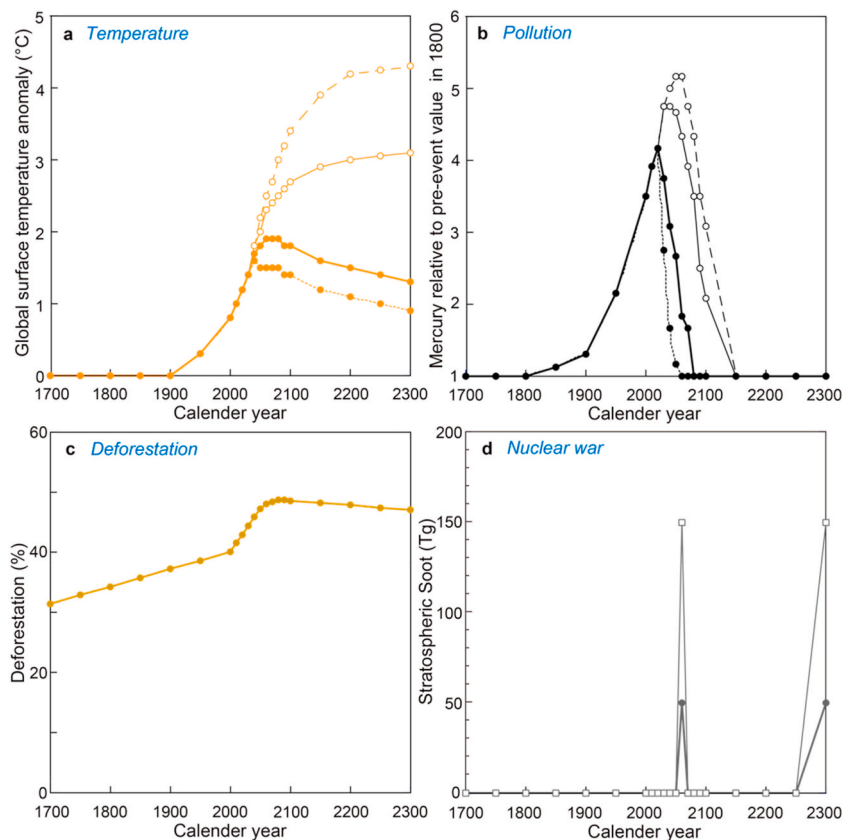 a Temperature
Global surface temperature anomaly (°C)
5
4
3
2
1
0
1700 1800 1900 2000 2100 2200 2300
Calender year
b Pollution
Mercury relative to pre-event value in 1800
6
5
4
3
2
1
1700 1800 1900 2000 2100 2200 2300
Calender year
c Deforestation
Deforestation (%)
60
40
20
0
1700 1800 1900 2000 2100 2200 2300
Calender year
d Nuclear war
Stratospheric Soot (Tg)
200
150
100
50
0
1700 1800 1900 2000 2100 2200 2300
Calender year